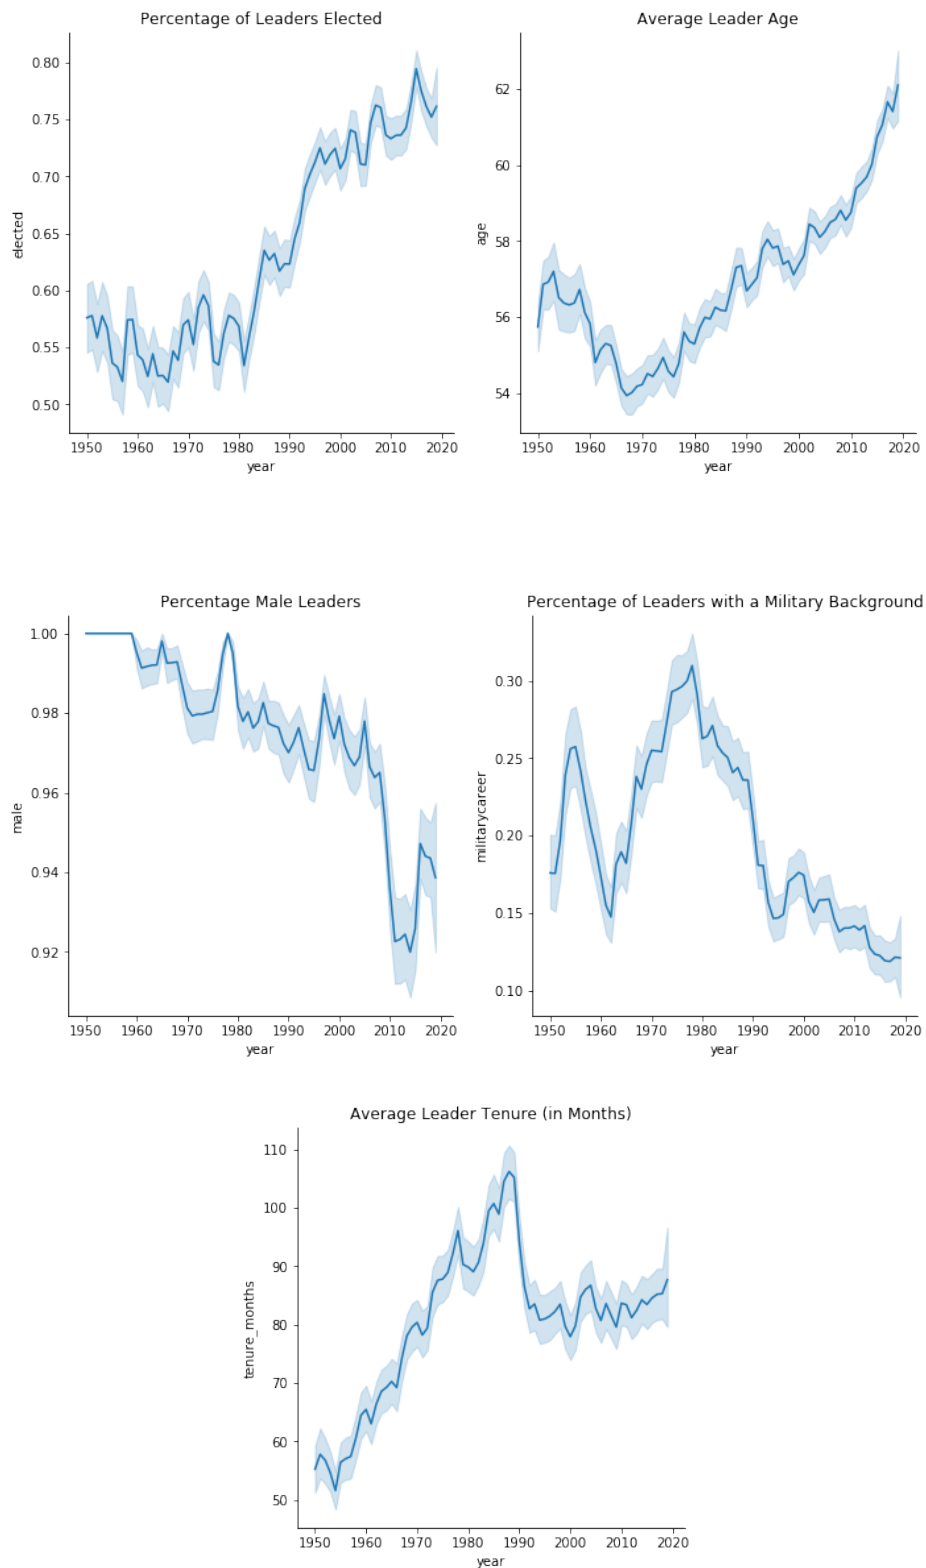 Percentage of Leaders Elected
0.80
0.75
0.70
0.65
0.60
0.55
0.50
elected
1950 1960 1970 1980 1990 2000 2010 2020
year
Average Leader Age
62
60
58
56
54
age
1950 1960 1970 1980 1990 2000 2010 2020
year
Percentage Male Leaders
1.00
0.98
0.96
0.94
0.92
male
1950 1960 1970 1980 1990 2000 2010 2020
year
Percentage of Leaders with a Military Background
0.30
0.25
0.20
0.15
0.10
militarycareer
1950 1960 1970 1980 1990 2000 2010 2020
year
Average Leader Tenure (in Months)
110
100
90
80
70
60
50
tenure_months
1950 1960 1970 1980 1990 2000 2010 2020
year